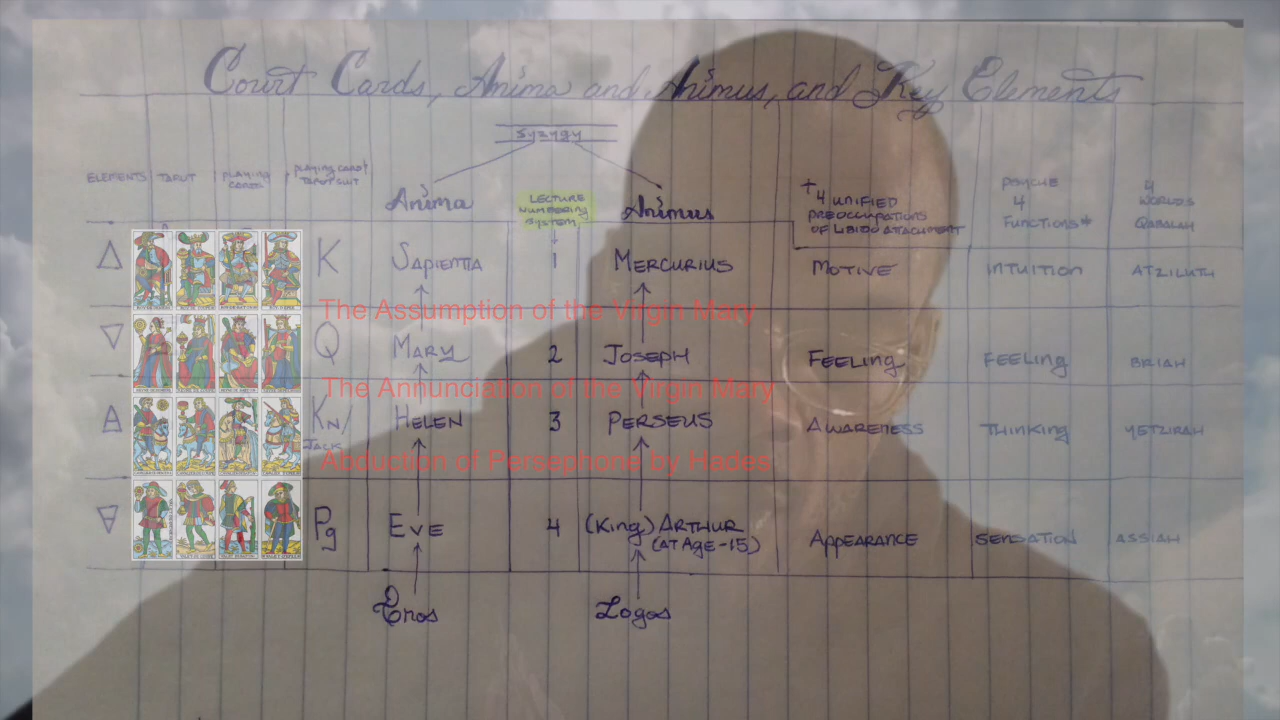 Court Cards, Anima and Animus, and Key Elements
Syzygy
ELEMENTS
TAROT
PLAYING
CARDS
PLAYING CARD/
TAROT SUIT
Anima
LECTURE
NUMBERING
SYSTEM
Animus
+ 4 UNIFIED
PREOCCUPATIONS
OF LIBIDO ATTACHMENT
PSYCHE
4
FUNCTIONS*
4
WORLDS
QABALAH
K
SAPIENTIA
1
MERCURIUS
MOTIVE
INTUITION
ATZILUTH
The Assumption of the Virgin Mary
Q
MARY
2
JOSEPH
FEELING
FEELING
BRIAH
The Annunciation of the Virgin Mary
KN/
JACK
HELEN
3
PERSEUS
AWARENESS
THINKING
YETZIRAH
Abduction of Persephone by Hades
Pg
EVE
4
(King) ARTHUR
(AT AGE-15)
APPEARANCE
SENSATION
ASSIAH
Eros
Logos